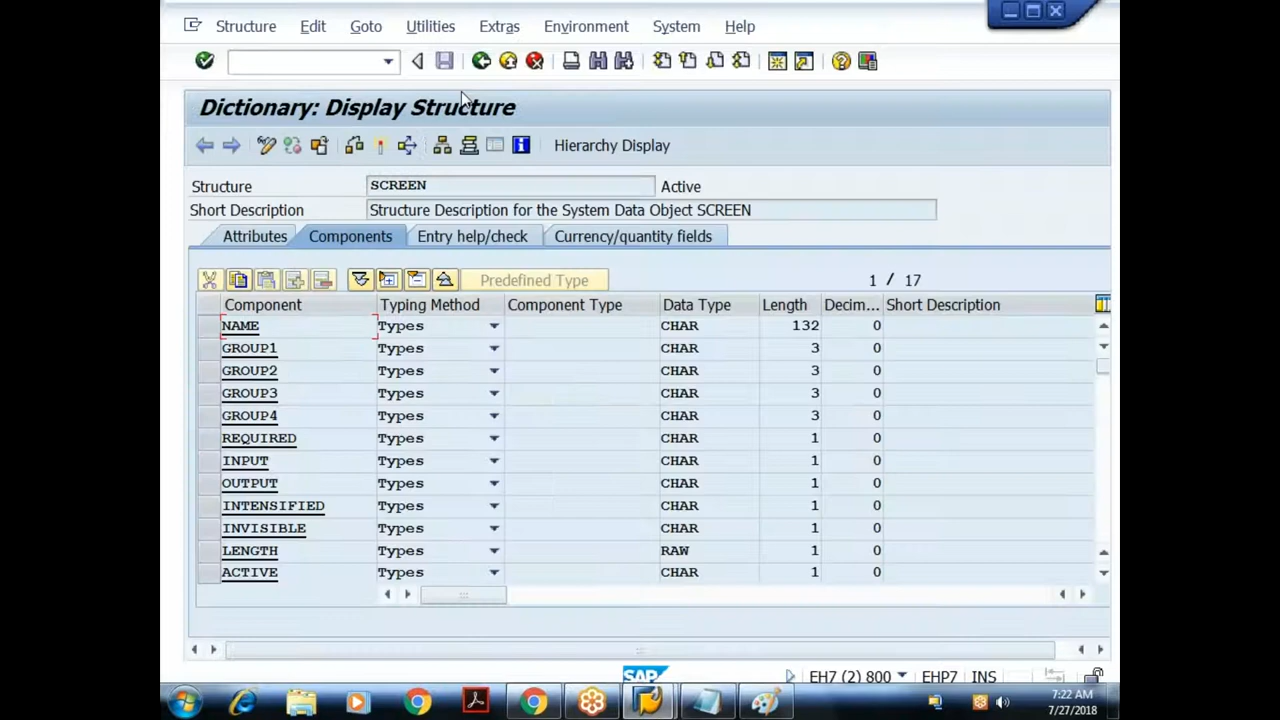 Structure Edit Goto Utilities Extras Environment System Help
Dictionary: Display Structure
Hierarchy Display
Structure SCREEN Active
Short Description Structure Description for the System Data Object SCREEN
Attributes Components Entry help/check Currency/quantity fields
Predefined Type 1 / 17
Component Typing Method Component Type Data Type Length Decim... Short Description
NAME Types CHAR 132 0
GROUP1 Types CHAR 3 0
GROUP2 Types CHAR 3 0
GROUP3 Types CHAR 3 0
GROUP4 Types CHAR 3 0
REQUIRED Types CHAR 1 0
INPUT Types CHAR 1 0
OUTPUT Types CHAR 1 0
INTENSIFIED Types CHAR 1 0
INVISIBLE Types CHAR 1 0
LENGTH Types RAW 1 0
ACTIVE Types CHAR 1 0
SAP EH7 (2) 800 EHP7 INS
7:22 AM
7/27/2018